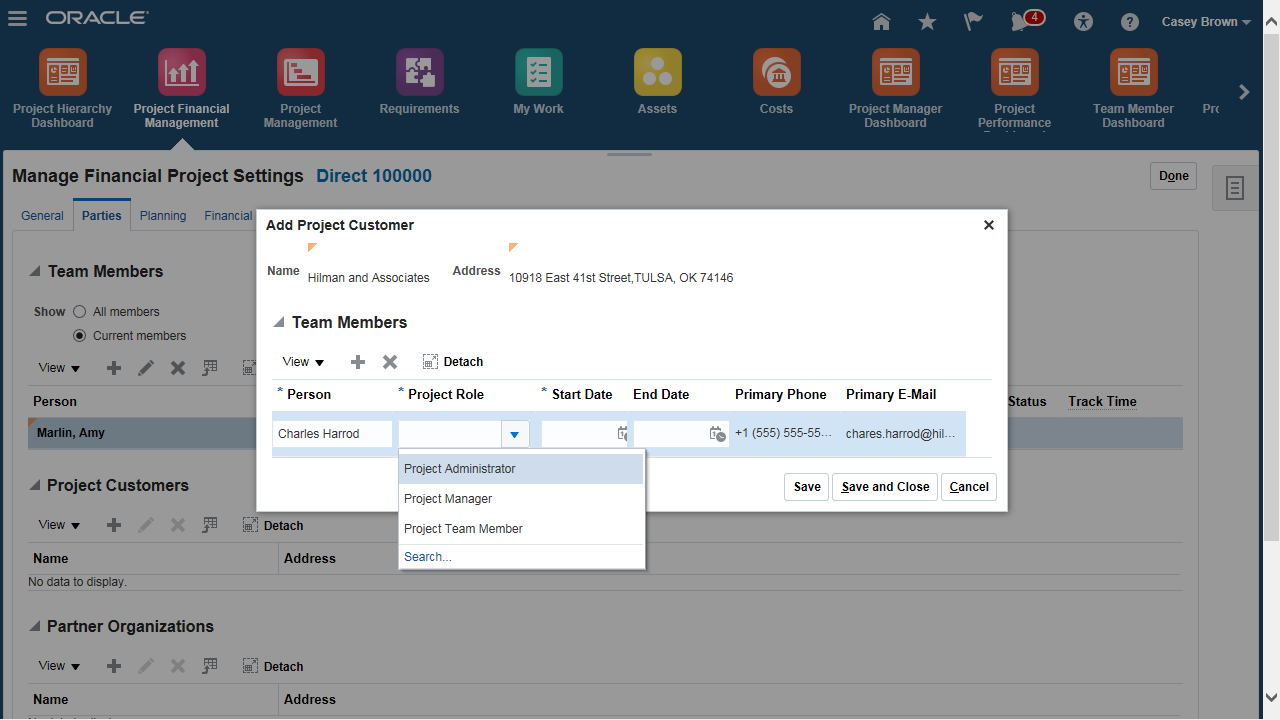 ORACLE
4
Casey Brown
Project Hierarchy Dashboard
Project Financial Management
Project Management
Requirements
My Work
Assets
Costs
Project Manager Dashboard
Project Performance
Team Member Dashboard
Manage Financial Project Settings Direct 100000
Done
General Parties Planning Financial
Team Members
Show All members
Current members
View
Person
Status Track Time
Marlin, Amy
Project Customers
View Detach
Name Address
No data to display.
Partner Organizations
View Detach
Name Address
Add Project Customer
Name Hilman and Associates Address 10918 East 41st Street,TULSA, OK 74146
Team Members
View Detach
* Person * Project Role * Start Date End Date Primary Phone Primary E-Mail
Charles Harrod +1 (555) 555-55... chares.harrod@hil...
Project Administrator
Project Manager
Project Team Member
Search...
Save Save and Close Cancel